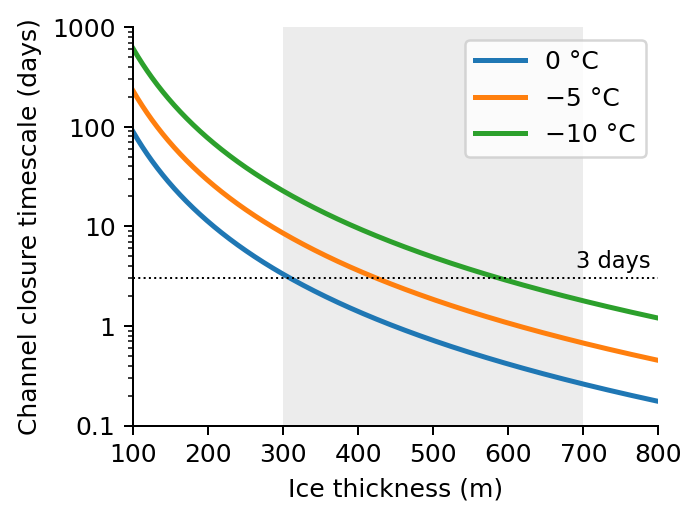 Channel closure timescale (days)
1000
100
10
1
0.1
0 °C
−5 °C
−10 °C
3 days
100 200 300 400 500 600 700 800
Ice thickness (m)